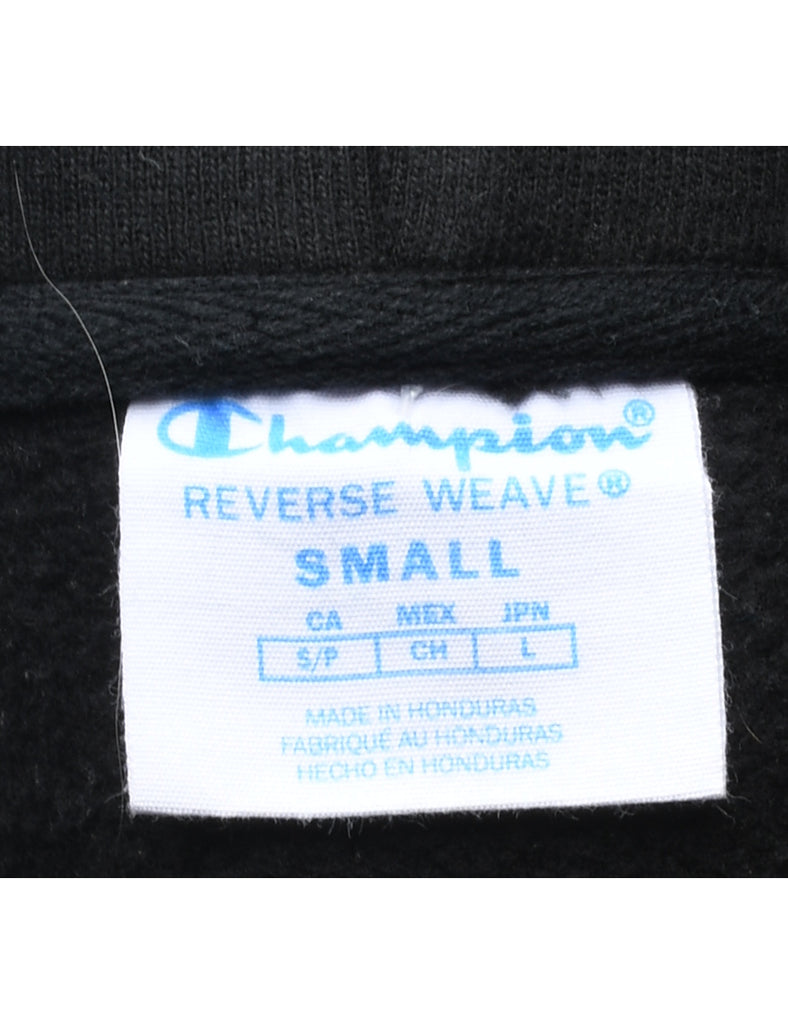 Champion®
REVERSE WEAVE®
SMALL
CA MEX JPN
S/P CH L
MADE IN HONDURAS
FABRIQUÉ AU HONDURAS
HECHO EN HONDURAS